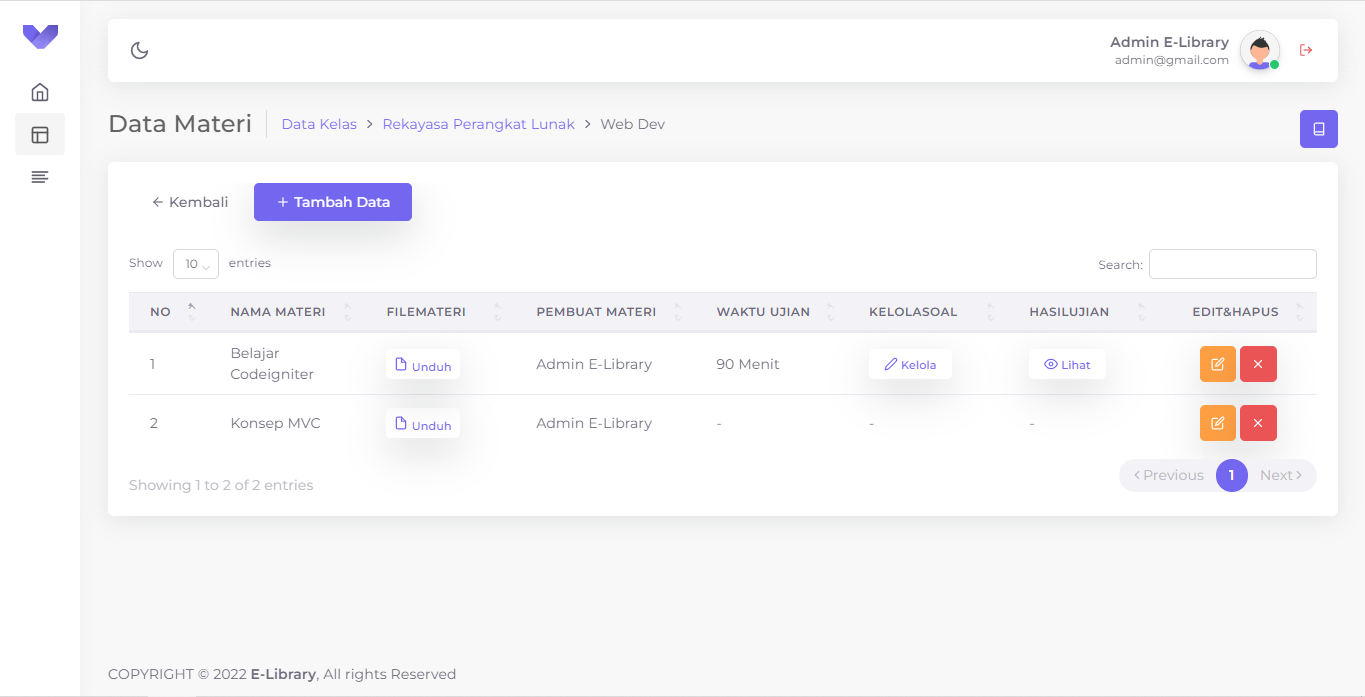 Admin E-Library
admin@gmail.com
Data Materi Data Kelas > Rekayasa Perangkat Lunak > Web Dev
← Kembali + Tambah Data
Show 10 entries Search:
NO NAMA MATERI FILEMATERI PEMBUAT MATERI WAKTU UJIAN KELOLASOAL HASILUJIAN EDIT&HAPUS
1 Belajar Codeigniter Unduh Admin E-Library 90 Menit Kelola Lihat
2 Konsep MVC Unduh Admin E-Library - - -
Showing 1 to 2 of 2 entries
‹ Previous 1 Next ›
COPYRIGHT © 2022 E-Library, All rights Reserved